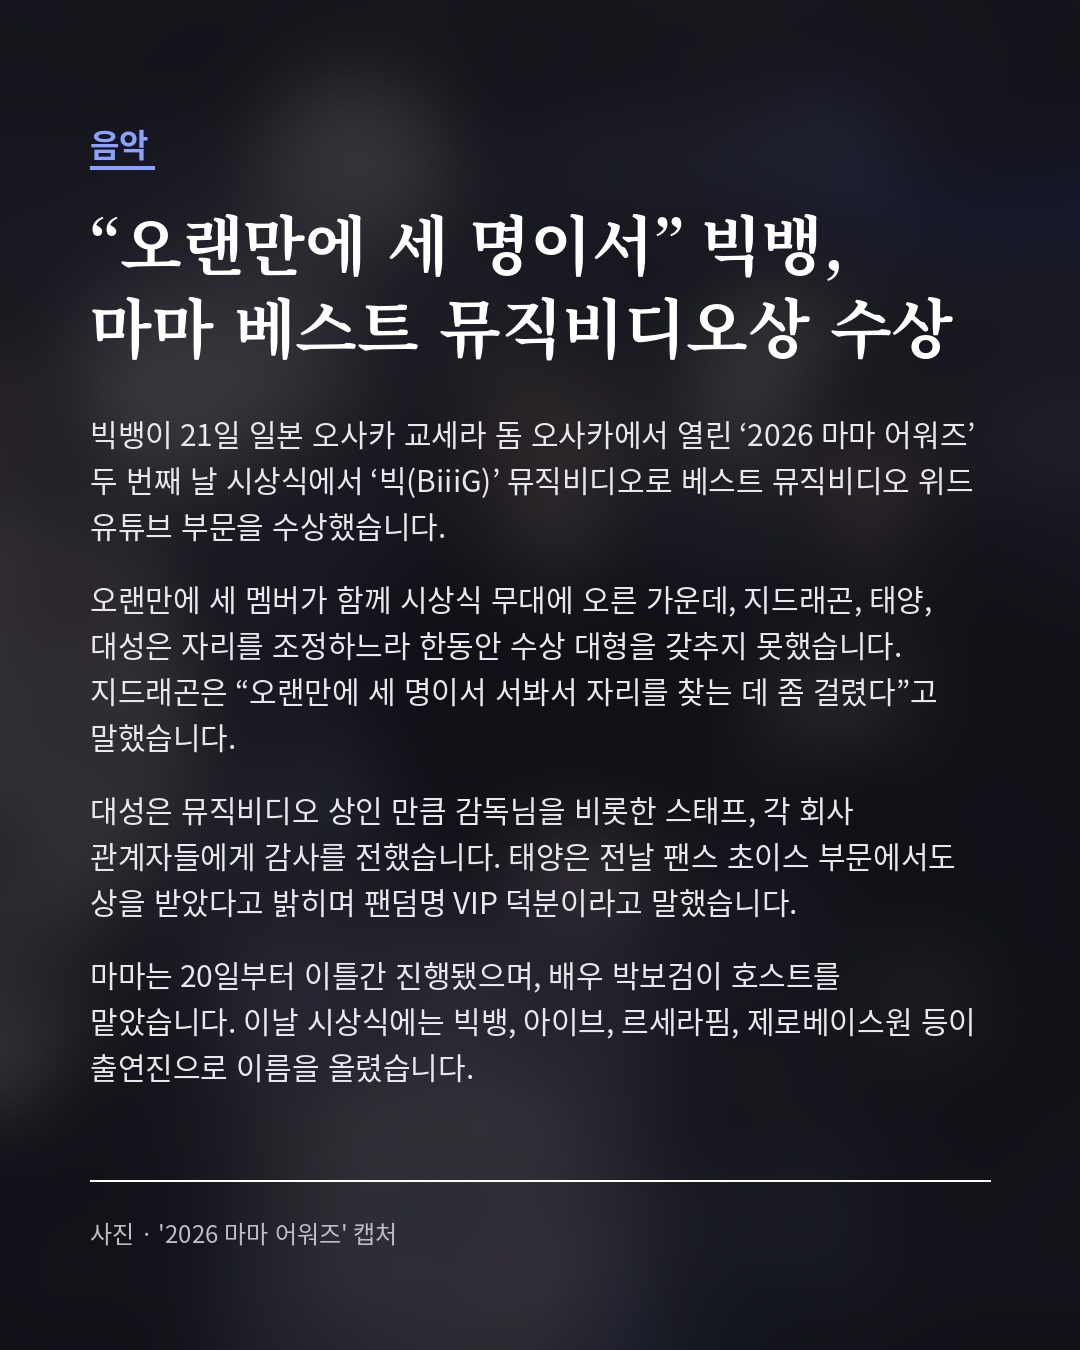 음악
“오랜만에 세 명이서” 빅뱅,
마마 베스트 뮤직비디오상 수상
빅뱅이 21일 일본 오사카 교세라 돔 오사카에서 열린 ‘2026 마마 어워즈’
두 번째 날 시상식에서 ‘빅(BiiiG)’ 뮤직비디오로 베스트 뮤직비디오 위드
유튜브 부문을 수상했습니다.
오랜만에 세 멤버가 함께 시상식 무대에 오른 가운데, 지드래곤, 태양,
대성은 자리를 조정하느라 한동안 수상 대형을 갖추지 못했습니다.
지드래곤은 “오랜만에 세 명이서 서봐서 자리를 찾는 데 좀 걸렸다”고
말했습니다.
대성은 뮤직비디오 상인 만큼 감독님을 비롯한 스태프, 각 회사
관계자들에게 감사를 전했습니다. 태양은 전날 팬스 초이스 부문에서도
상을 받았다고 밝히며 팬덤명 VIP 덕분이라고 말했습니다.
마마는 20일부터 이틀간 진행됐으며, 배우 박보검이 호스트를
맡았습니다. 이날 시상식에는 빅뱅, 아이브, 르세라핌, 제로베이스원 등이
출연진으로 이름을 올렸습니다.
사진 · '2026 마마 어워즈' 캡처